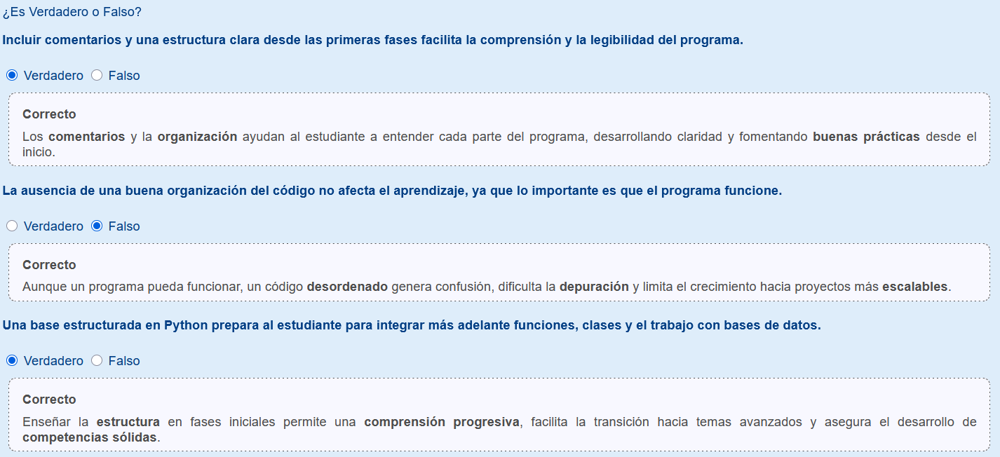 ¿Es Verdadero o Falso?
Incluir comentarios y una estructura clara desde las primeras fases facilita la comprensión y la legibilidad del programa.
Verdadero Falso
Correcto
Los comentarios y la organización ayudan al estudiante a entender cada parte del programa, desarrollando claridad y fomentando buenas prácticas desde el
inicio.
La ausencia de una buena organización del código no afecta el aprendizaje, ya que lo importante es que el programa funcione.
Verdadero Falso
Correcto
Aunque un programa pueda funcionar, un código desordenado genera confusión, dificulta la depuración y limita el crecimiento hacia proyectos más escalables.
Una base estructurada en Python prepara al estudiante para integrar más adelante funciones, clases y el trabajo con bases de datos.
Verdadero Falso
Correcto
Enseñar la estructura en fases iniciales permite una comprensión progresiva, facilita la transición hacia temas avanzados y asegura el desarrollo de
competencias sólidas.